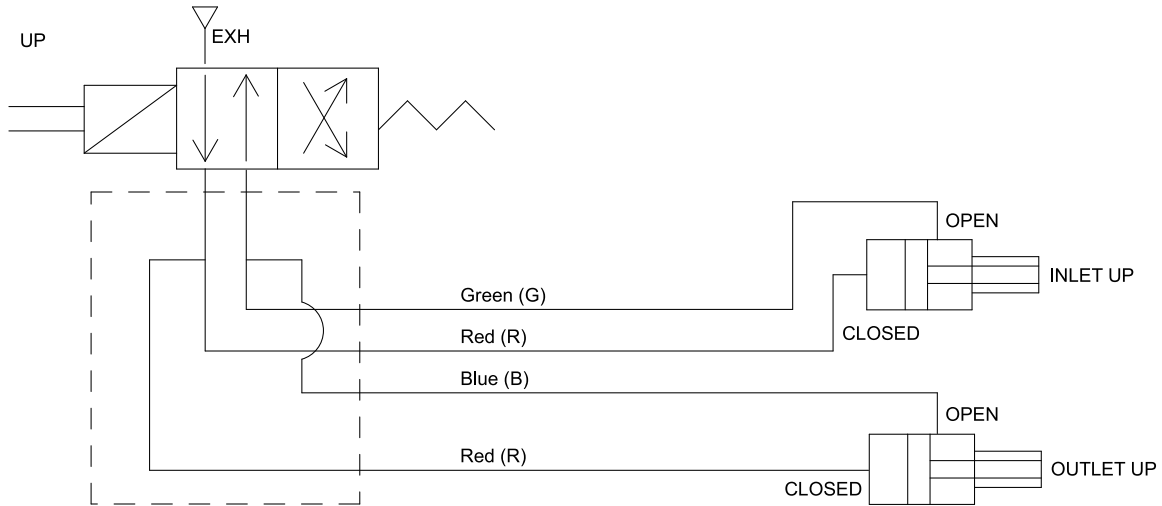 UP
EXH
OPEN
INLET UP
Green (G)
Red (R)
CLOSED
Blue (B)
OPEN
Red (R)
OUTLET UP
CLOSED